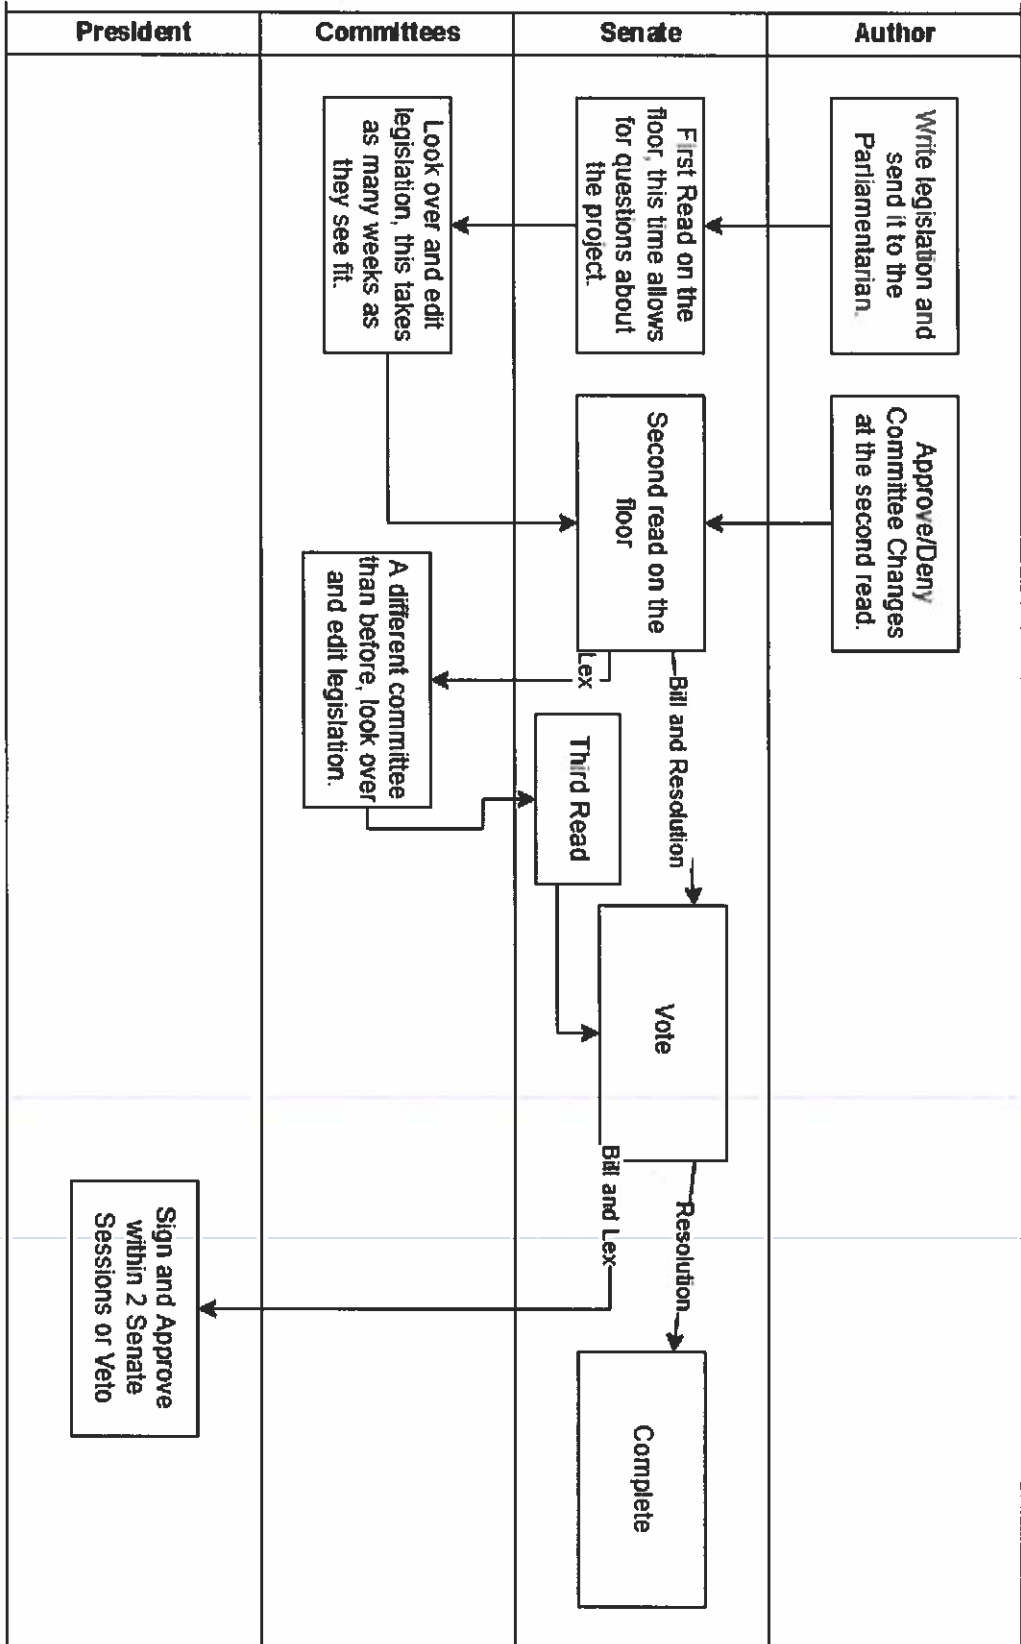 President
Committees
Senate
Author
Write legislation and
send it to the
Parliamentarian.
First Read on the
floor, this time allows
for questions about
the project.
Look over and edit
legislation, this takes
as many weeks as
they see fit.
Approve/Deny
Committee Changes
at the second read.
Second read on the
floor
Lex
Bill and Resolution
A different committee
than before, look over
and edit legislation.
Third Read
Vote
Bill and Lex
Resolution
Sign and Approve
within 2 Senate
Sessions or Veto
Complete